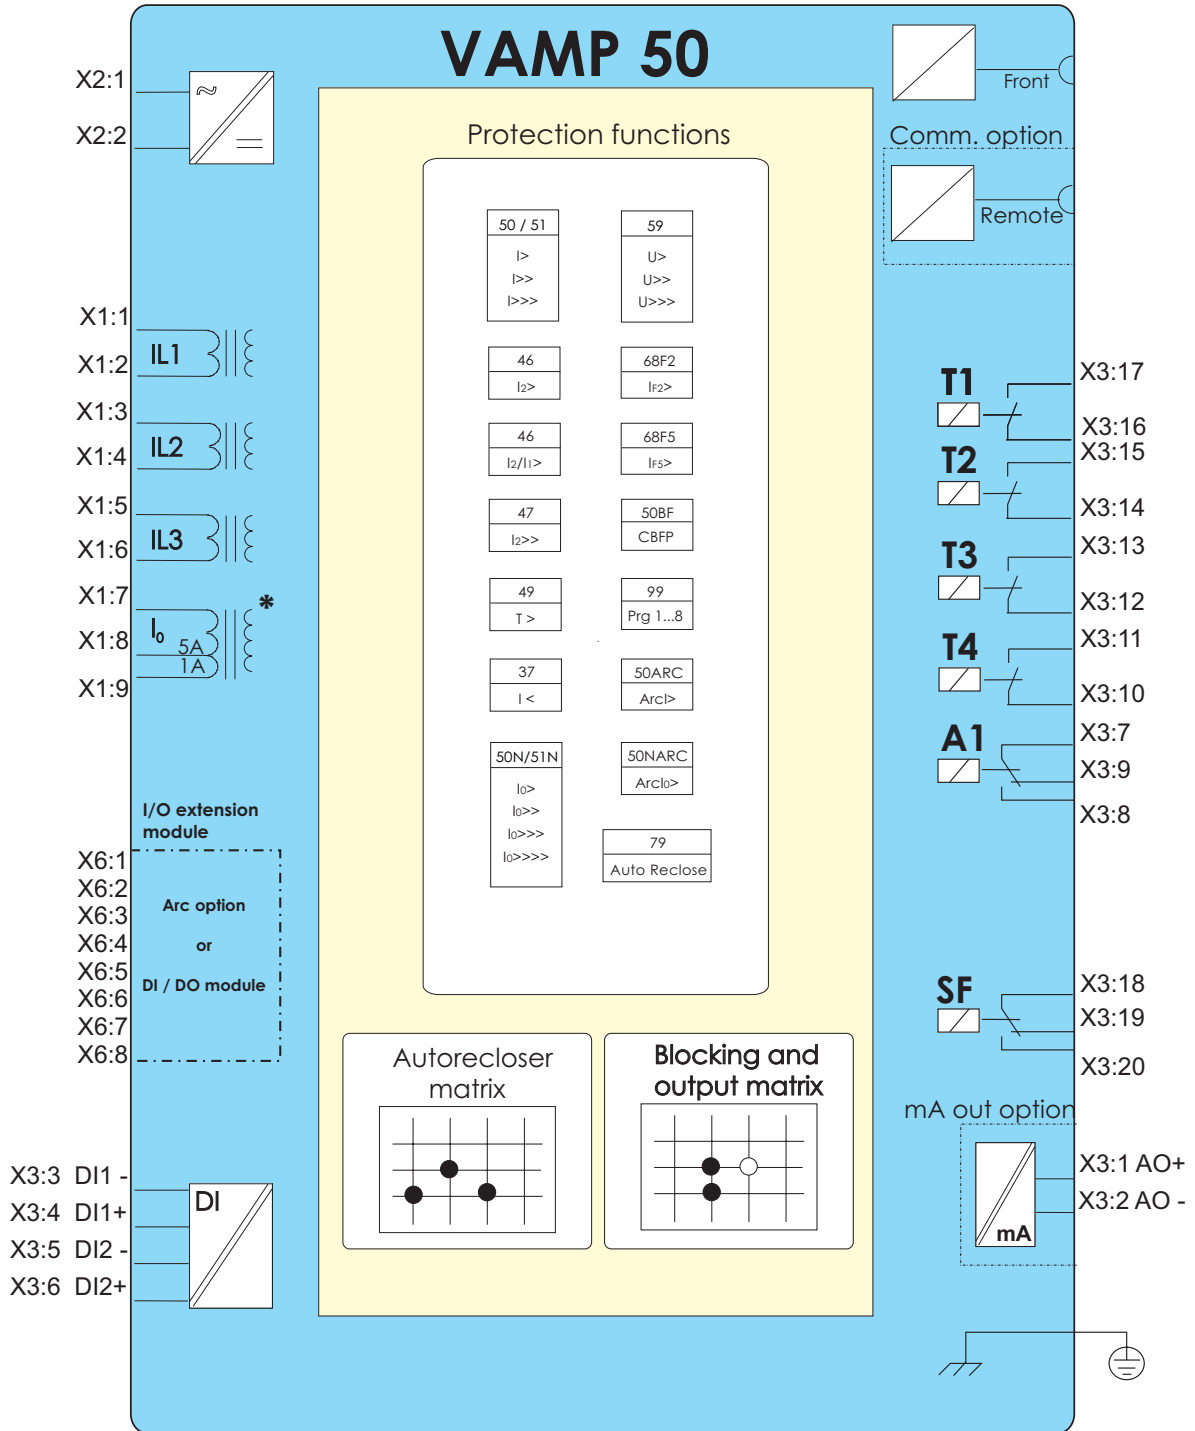 VAMP 50
X2:1
X2:2
~
Front
Comm. option
Remote
Protection functions
50 / 51
I>
I>>
I>>>
59
U>
U>>
U>>>
46
I2>
68F2
IF2>
46
I2/I1>
68F5
IF5>
47
I2>>
50BF
CBFP
49
T >
99
Prg 1...8
37
I <
50ARC
ArcI>
50N/51N
I0>
I0>>
I0>>>
I0>>>>
50NARC
ArcI0>
79
Auto Reclose
X1:1
IL1
X1:2
X1:3
IL2
X1:4
X1:5
IL3
X1:6
X1:7
*
I0
X1:8
5A
1A
X1:9
I/O extension
module
X6:1
X6:2
X6:3
X6:4
X6:5
X6:6
X6:7
X6:8
Arc option
or
DI / DO module
X3:3 DI1 -
X3:4 DI1+
X3:5 DI2 -
X3:6 DI2+
DI
Autorecloser
matrix
Blocking and
output matrix
T1
X3:17
X3:16
T2
X3:15
X3:14
T3
X3:13
X3:12
T4
X3:11
X3:10
A1
X3:7
X3:9
X3:8
SF
X3:18
X3:19
X3:20
mA out option
mA
X3:1 AO+
X3:2 AO -